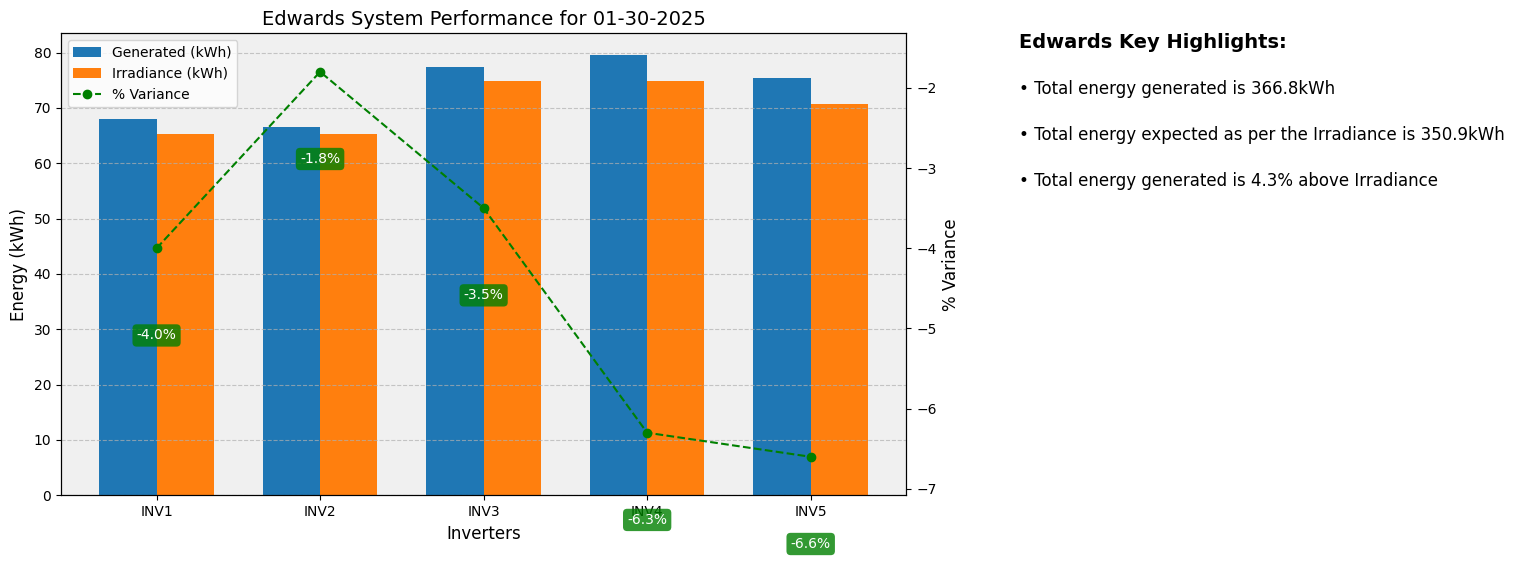 Edwards System Performance for 01-30-2025
Generated (kWh)
Irradiance (kWh)
% Variance
Energy (kWh)
80
70
60
50
40
30
20
10
0
-4.0%
-1.8%
-3.5%
-6.3%
-6.6%
INV1
INV2
INV3
INV4
INV5
Inverters
−2
−3
−4
−5
−6
−7
% Variance
Edwards Key Highlights:
• Total energy generated is 366.8kWh
• Total energy expected as per the Irradiance is 350.9kWh
• Total energy generated is 4.3% above Irradiance